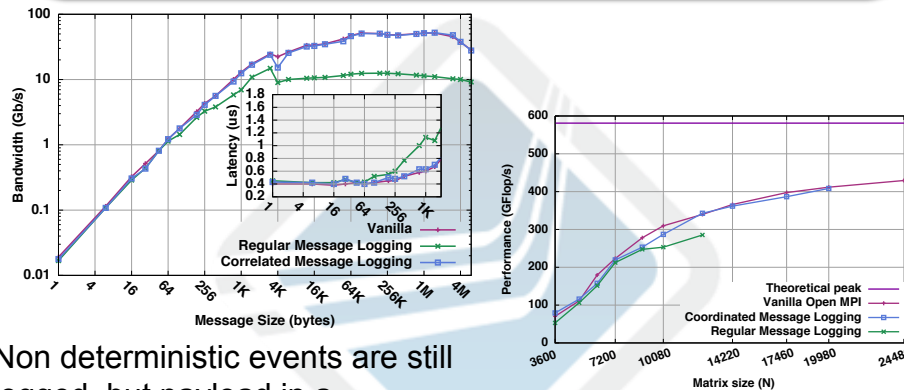 100
10
1
0.1
0.01
Bandwidth (Gb/s)
1
4
16
64
256
1K
4K
16K
64K
256K
1M
4M
Message Size (bytes)
1.8
1.6
1.4
1.2
1
0.8
0.6
0.4
0.2
Latency (us)
1
4
16
64
256
1K
Vanilla
Regular Message Logging
Correlated Message Logging
600
500
400
300
200
100
0
Performance (GFlop/s)
Theoretical peak
Vanilla Open MPI
Coordinated Message Logging
Regular Message Logging
3600
7200
10080
14220
17460
19980
Matrix size (N)
Non deterministic events are still
but payload in a